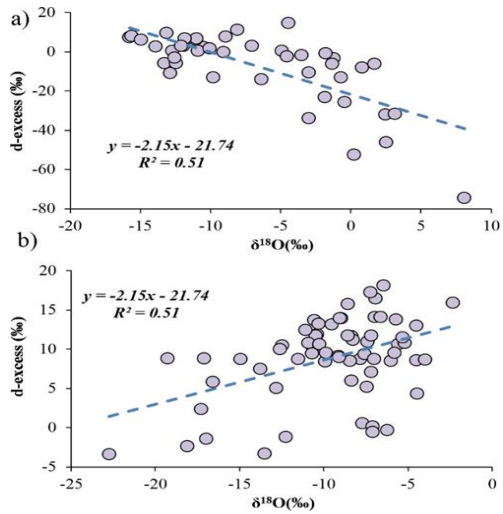 a)
20
0
-20
-40
-60
-80
d-excess (‰)
y = -2.15x - 21.74
R² = 0.51
-20 -15 -10 -5 0 5 10
δ¹⁸O(‰)
b)
20
15
10
5
0
-5
d-excess (‰)
y = -2.15x - 21.74
R² = 0.51
-25 -20 -15 -10 -5 0
δ¹⁸O(‰)